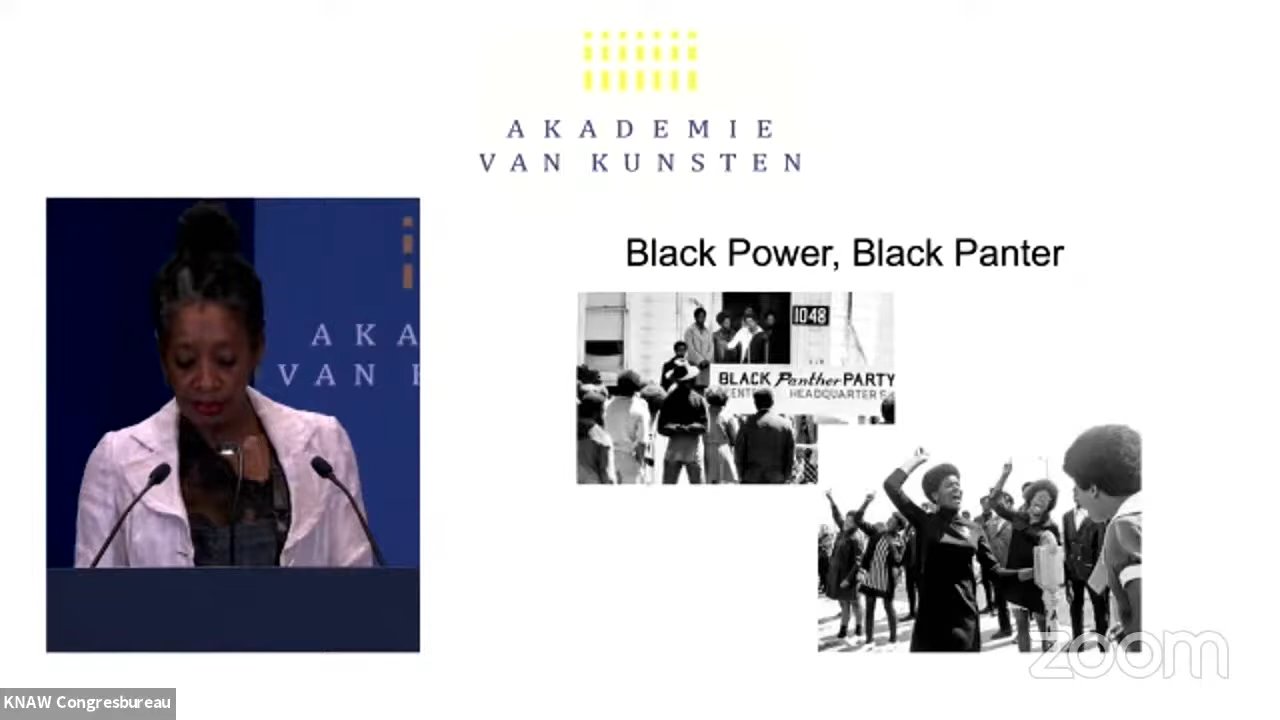 AKADEMIE
VAN KUNSTEN
AKA
VAN
Black Power, Black Panter
1048
BLACK Panther PARTY
HEADQUARTERS
zoom
KNAW Congresbureau